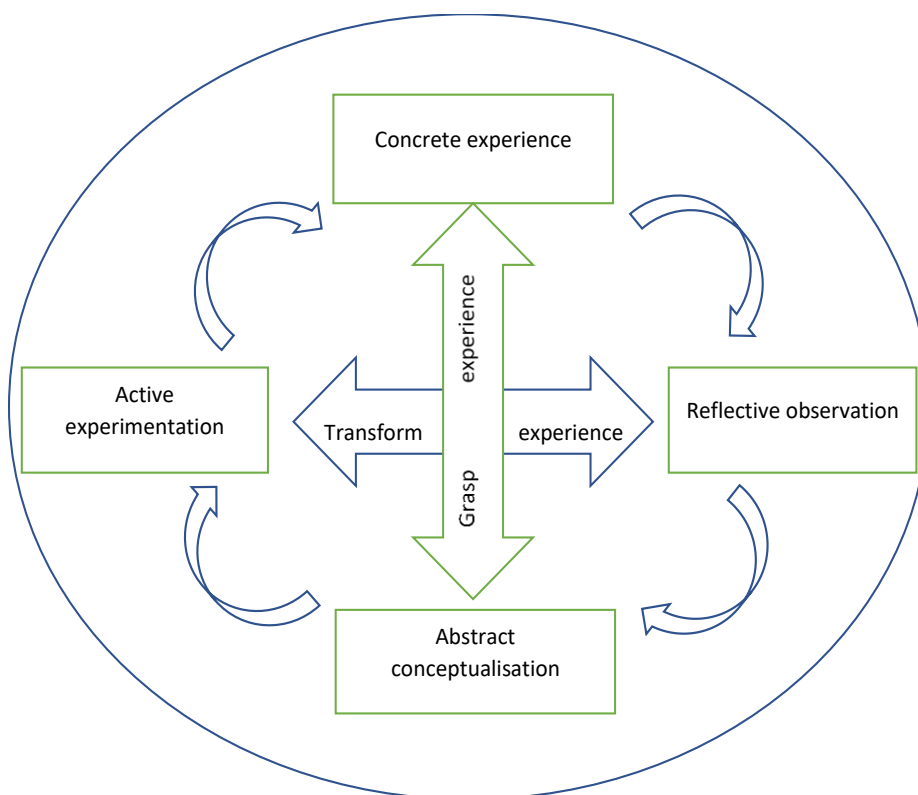 Concrete experience
Active
experimentation
Transform experience
Grasp experience
Reflective observation
Abstract
conceptualisation